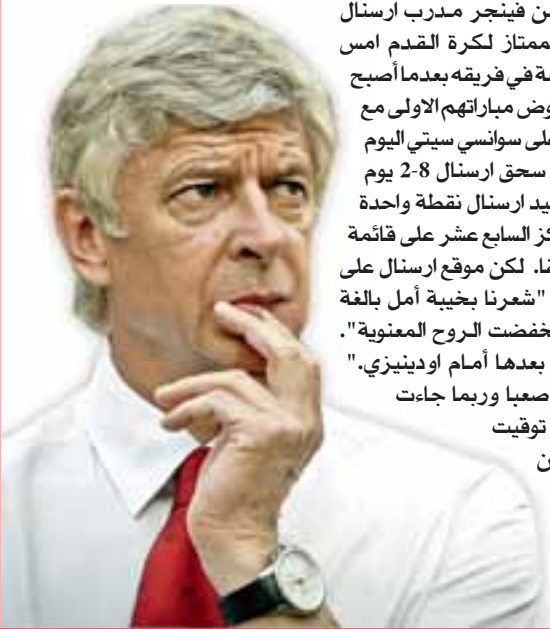 ن فينجر مدرب ارسنال
ممتاز لكرة القدم امس
ة في فريقه بعدما أصبح
وض مباراتهم الاولى مع
على سوانسي سيتي اليوم
سحق ارسنال 8-2 يوم
يد ارسنال نقطة واحدة
كز السابع عشر على قائمة
نا. لكن موقع ارسنال على
"شعرنا بخيبة أمل بالغة
خفضت الروح المعنوية".
بعدها أمام اودينيزي."
صعبا وربما جاءت
توقيت
ن